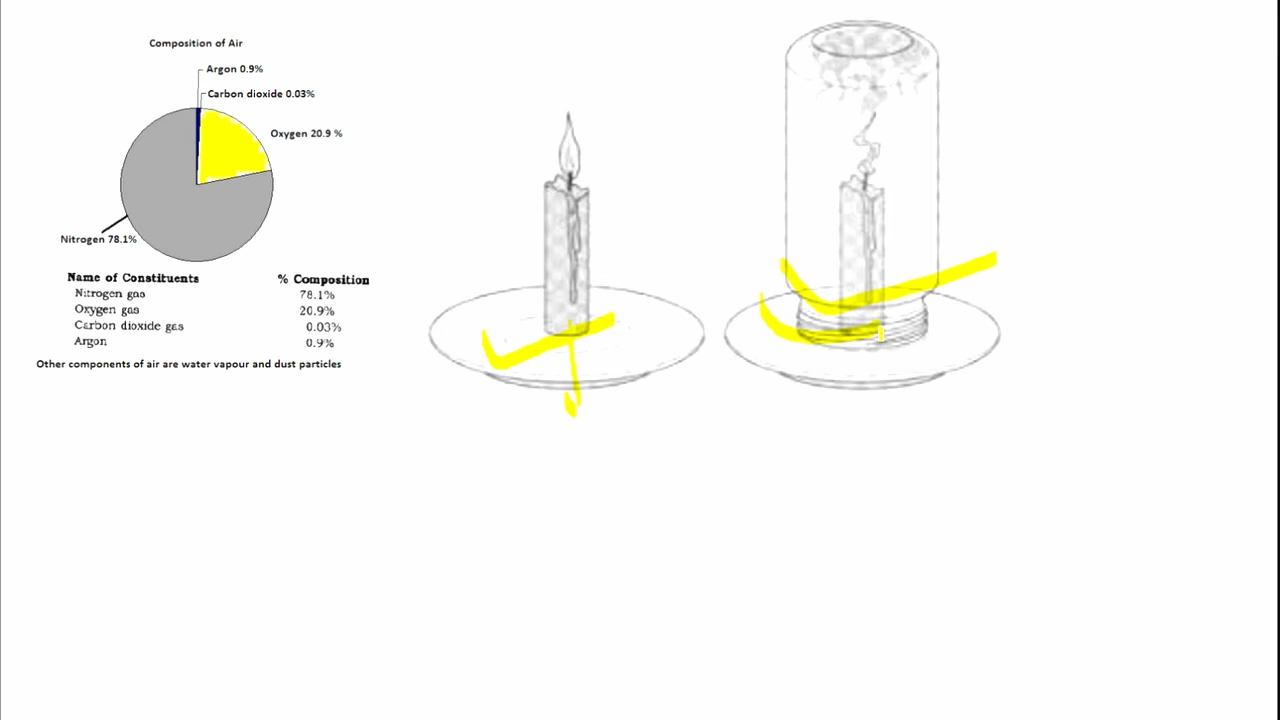 Composition of Air
Argon 0.9%
Carbon dioxide 0.03%
Oxygen 20.9 %
Nitrogen 78.1%
Name of Constituents % Composition
Nitrogen gas 78.1%
Oxygen gas 20.9%
Carbon dioxide gas 0.03%
Argon 0.9%
Other components of air are water vapour and dust particles